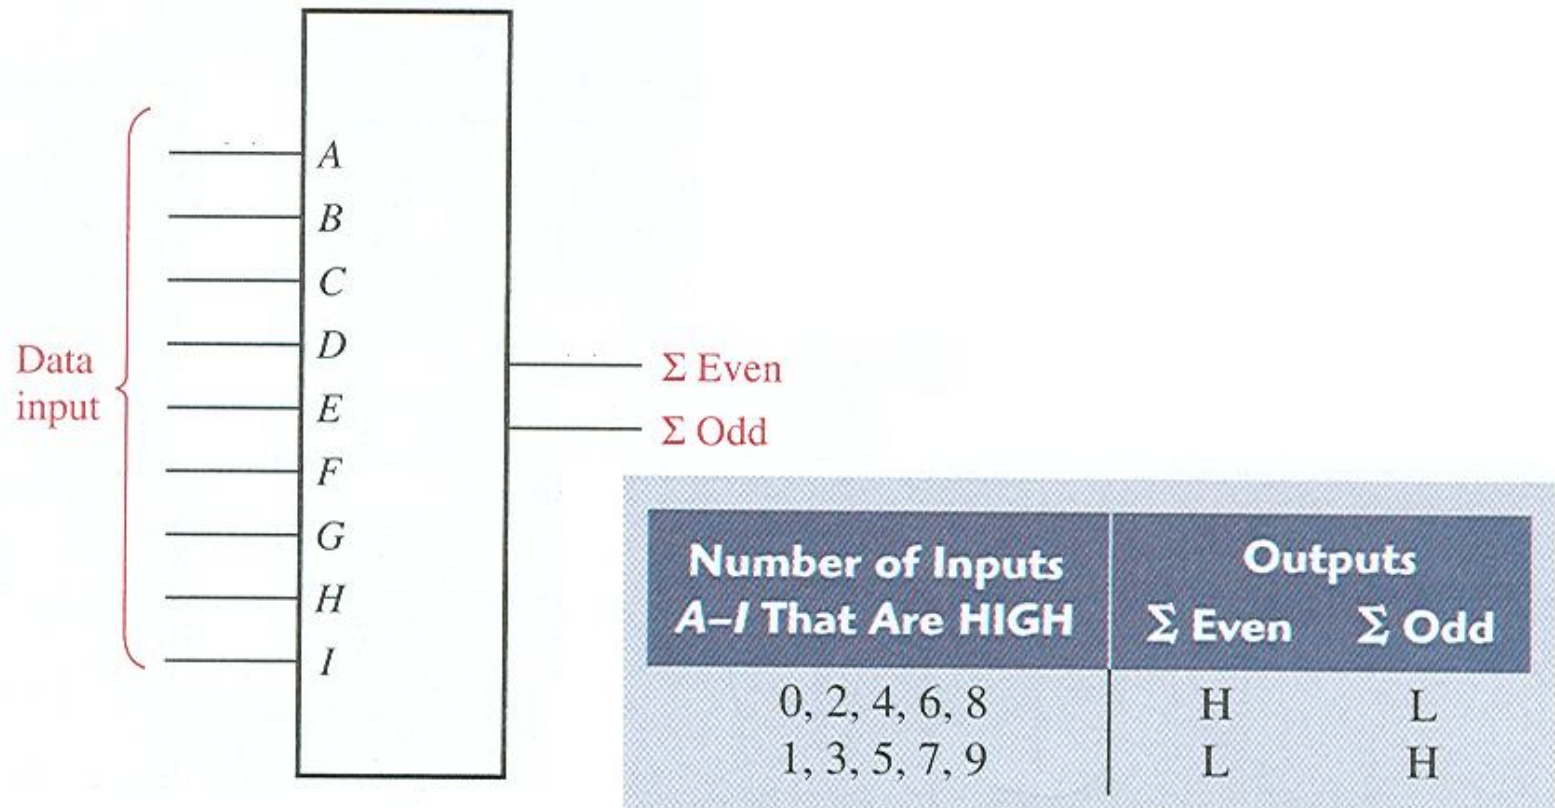 A
B
C
D
E
F
G
H
I
Data
input
Σ Even
Σ Odd
Number of Inputs
A–I That Are HIGH
Outputs
Σ Even Σ Odd
0, 2, 4, 6, 8 H L
1, 3, 5, 7, 9 L H